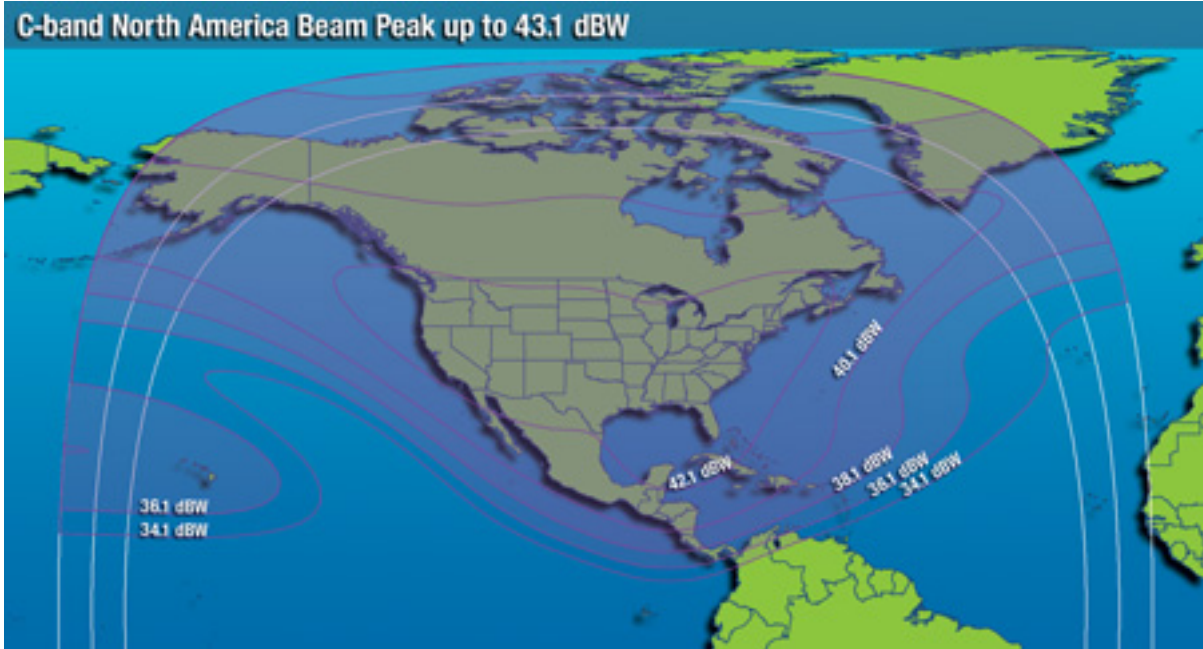 C-band North America Beam Peak up to 43.1 dBW
40.1 dBW
42.1 dBW
38.1 dBW
36.1 dBW
34.1 dBW
36.1 dBW
34.1 dBW